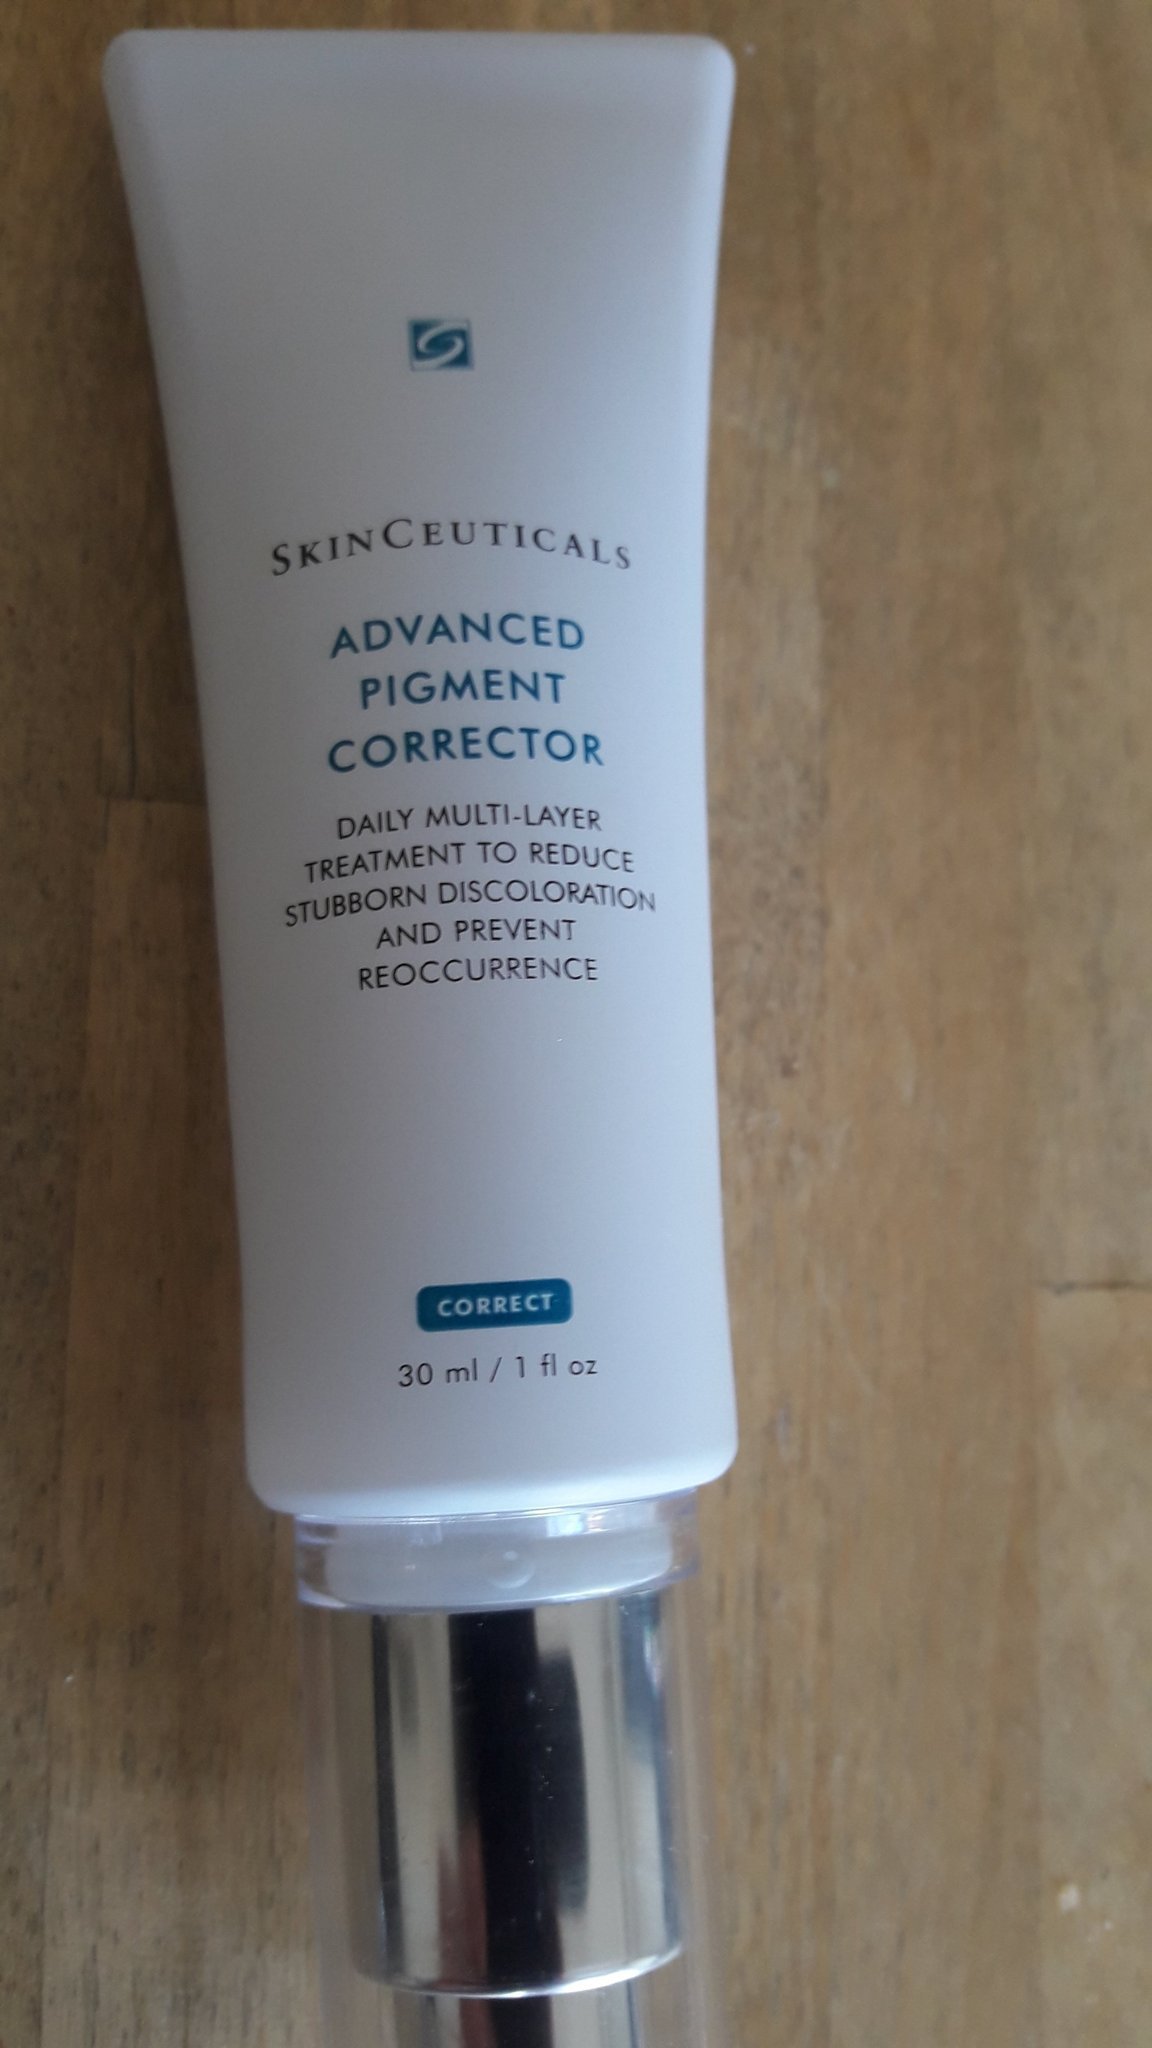 SKINCEUTICALS
ADVANCED
PIGMENT
CORRECTOR
DAILY MULTI-LAYER
TREATMENT TO REDUCE
STUBBORN DISCOLORATION
AND PREVENT
REOCCURRENCE
CORRECT
30 ml / 1 fl oz